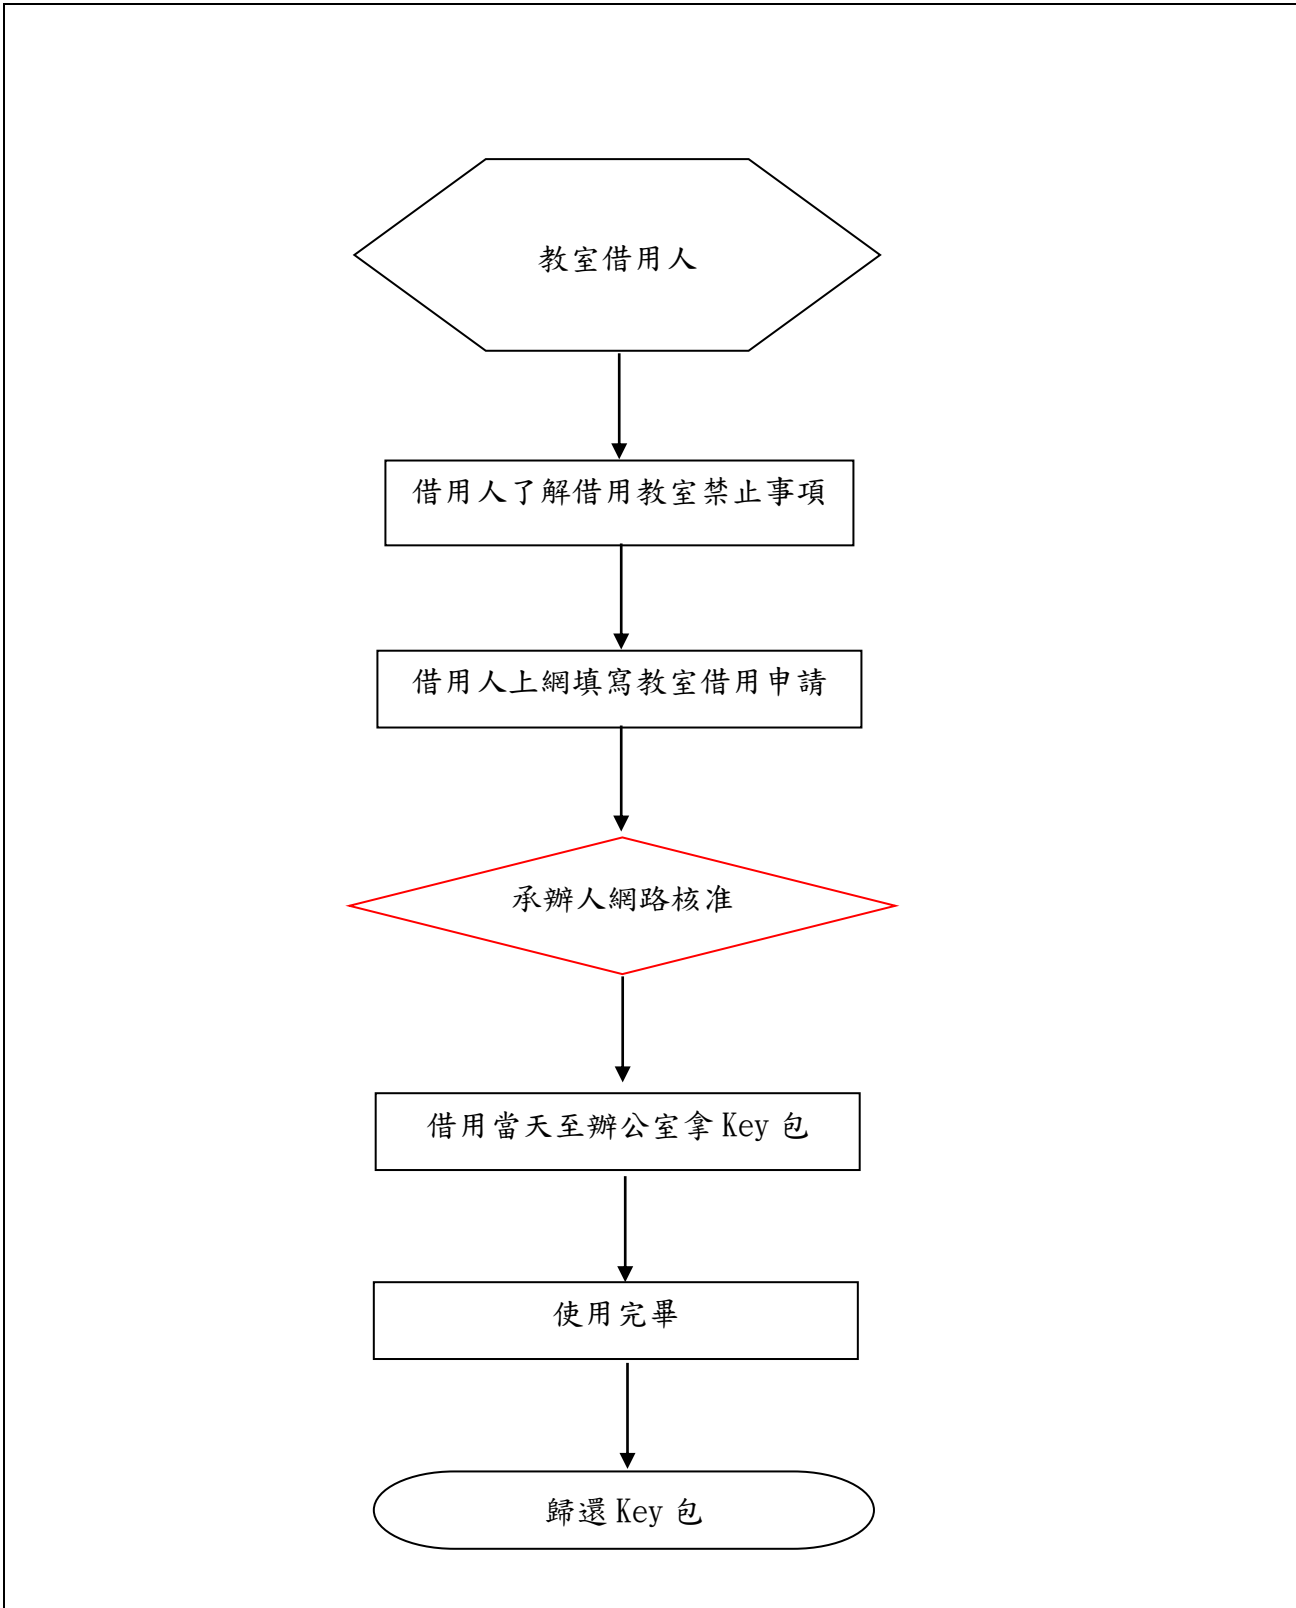 教室借用人
借用人了解借用教室禁止事項
借用人上網填寫教室借用申請
承辦人網路核准
借用當天至辦公室拿 Key 包
使用完畢
歸還 Key 包